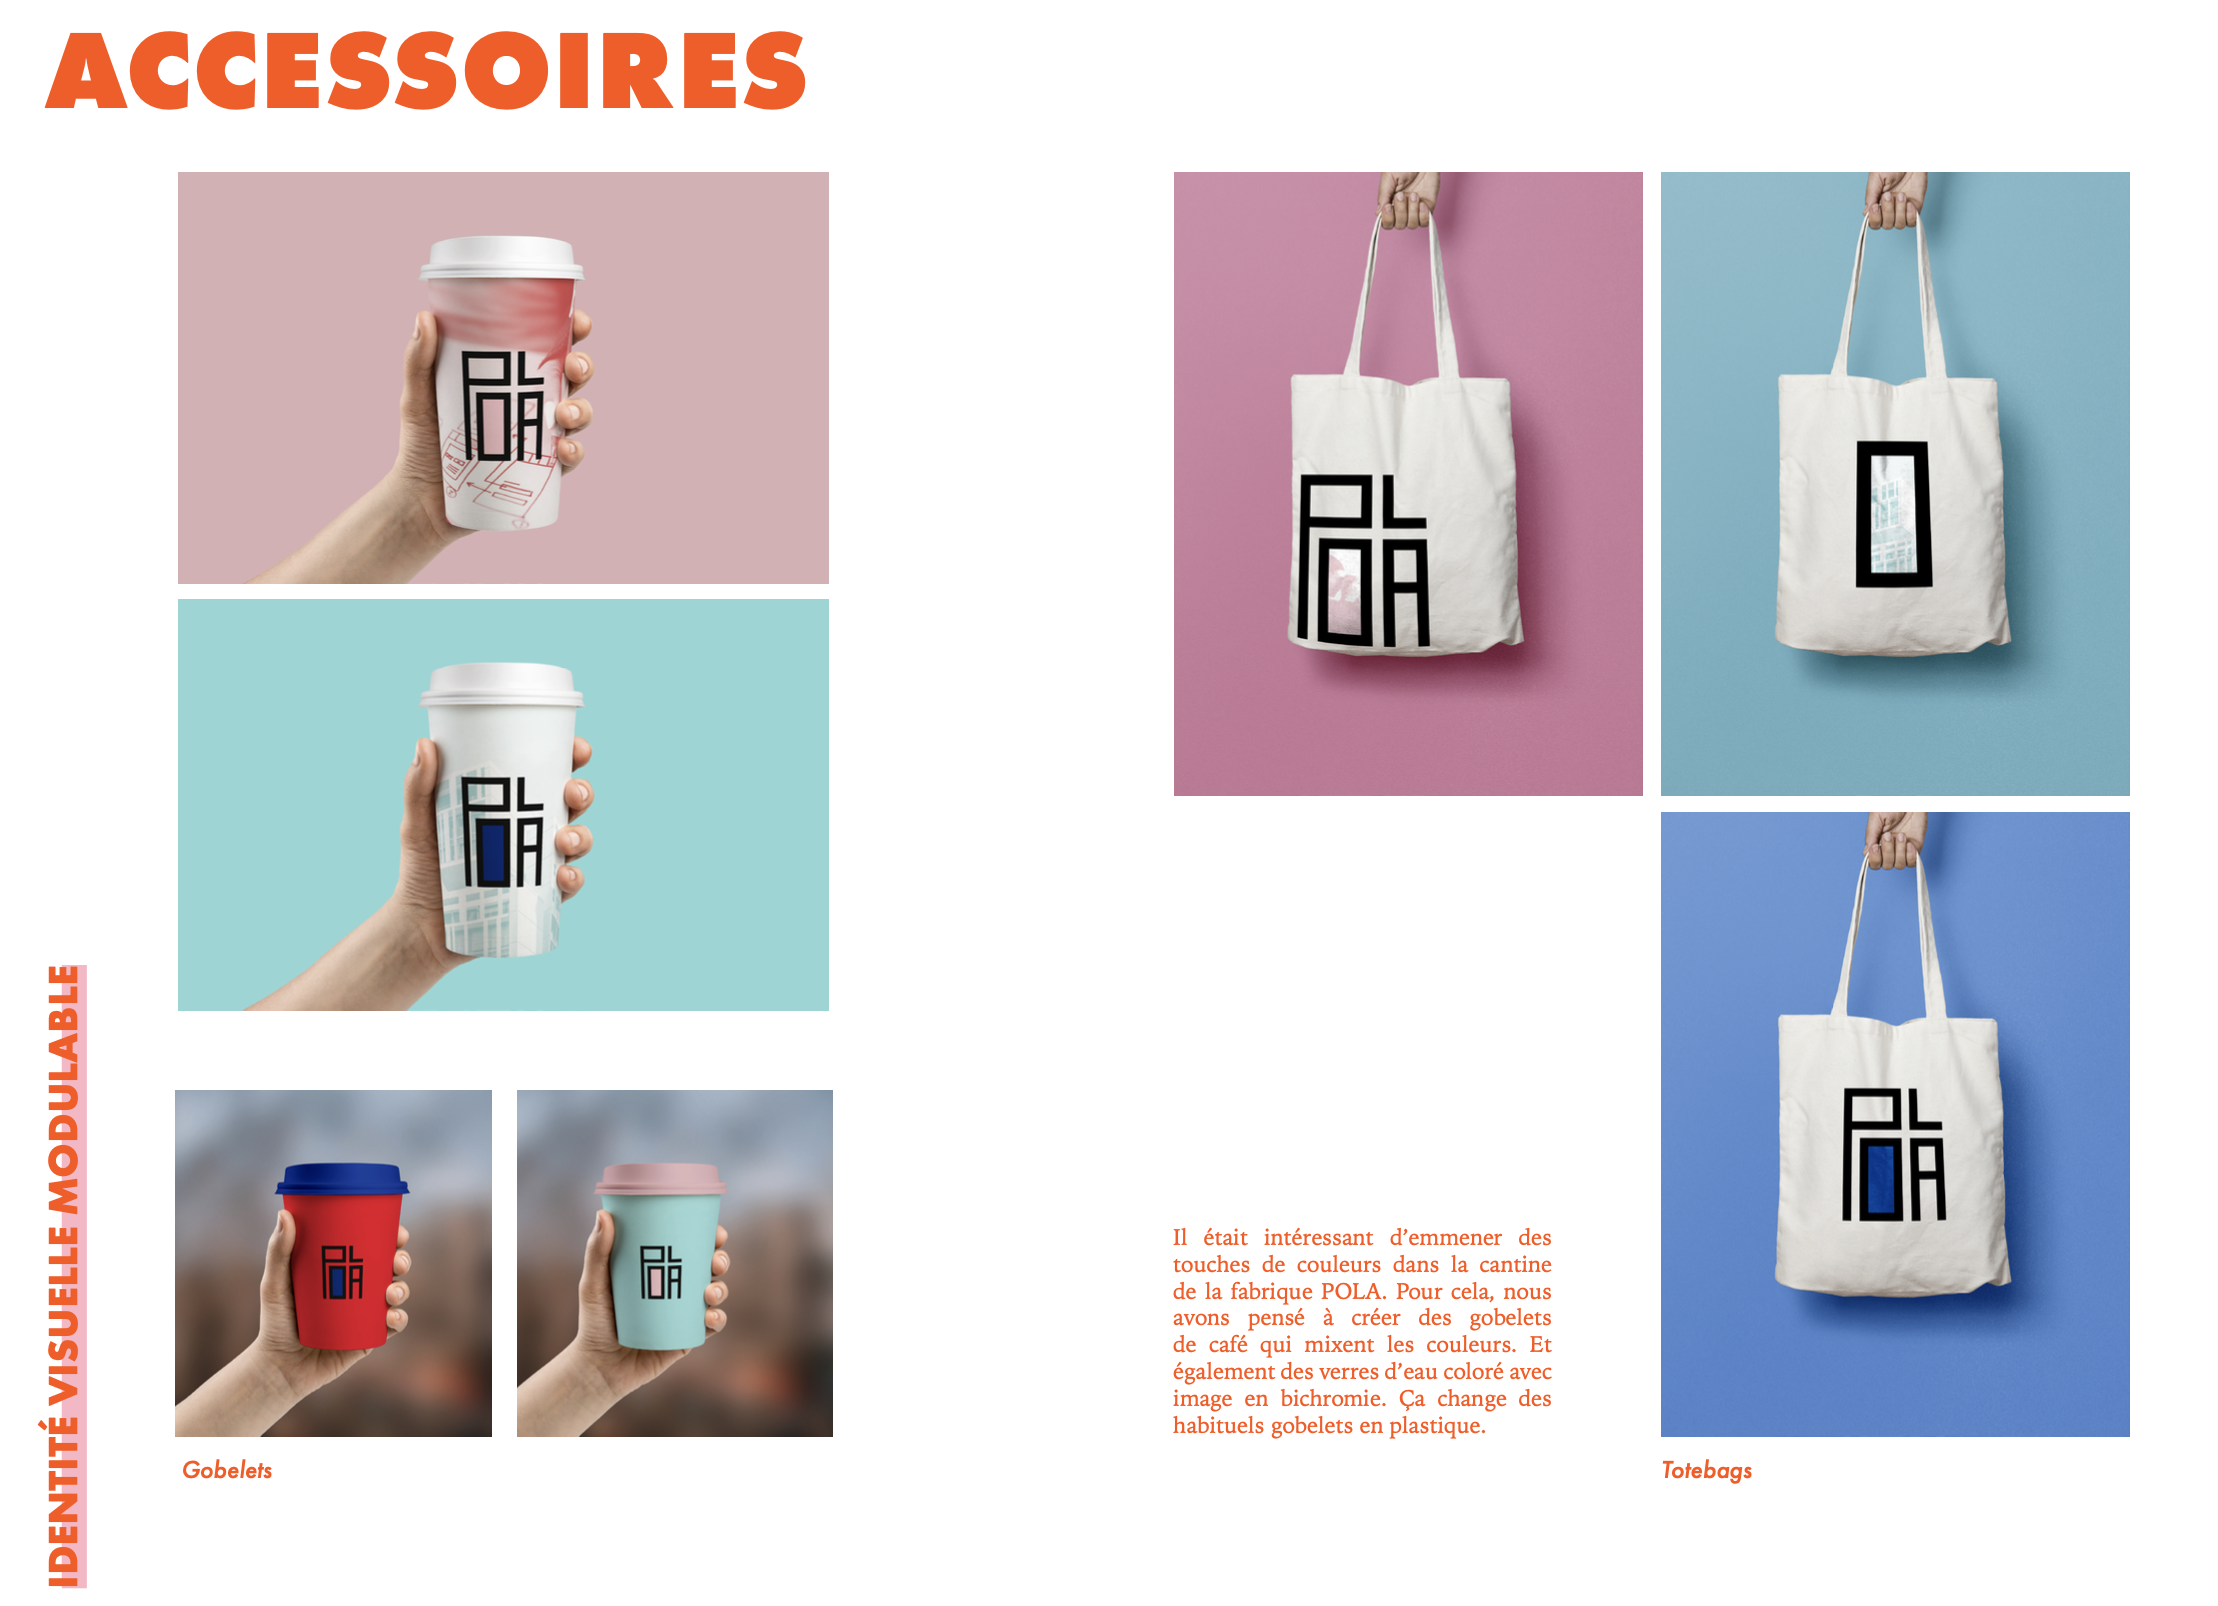 ACCESSOIRES
POLA
POLA
POLA
O
POLA
POLA
POLA
IDENTITÉ VISUELLE MODULABLE
Gobelets
Il était intéressant d’emmener des
touches de couleurs dans la cantine
de la fabrique POLA. Pour cela, nous
avons pensé à créer des gobelets
de café qui mixent les couleurs. Et
également des verres d’eau coloré avec
image en bichromie. Ça change des
habituels gobelets en plastique.
Totebags